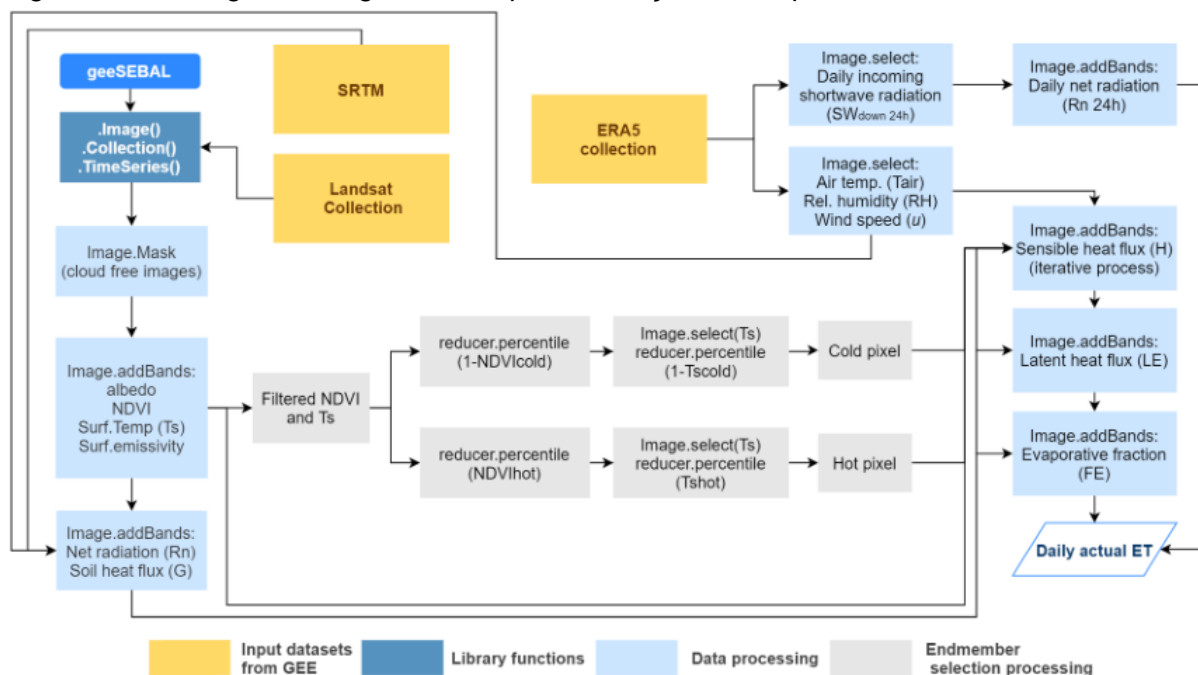 geeSEBAL
.Image()
.Collection()
.TimeSeries()
SRTM
Landsat
Collection
ERA5
collection
Image.select:
Daily incoming
shortwave radiation
(SWdown 24h)
Image.addBands:
Daily net radiation
(Rn 24h)
Image.select:
Air temp. (Tair)
Rel. humidity (RH)
Wind speed (u)
Image.Mask
(cloud free images)
Image.addBands:
Sensible heat flux (H)
(iterative process)
Image.addBands:
albedo
NDVI
Surf.Temp (Ts)
Surf.emissivity
Filtered NDVI
and Ts
reducer.percentile
(1-NDVIcold)
Image.select(Ts)
reducer.percentile
(1-Tscold)
Cold pixel
Image.addBands:
Latent heat flux (LE)
reducer.percentile
(NDVIhot)
Image.select(Ts)
reducer.percentile
(Tshot)
Hot pixel
Image.addBands:
Evaporative fraction
(FE)
Image.addBands:
Net radiation (Rn)
Soil heat flux (G)
Daily actual ET
Input datasets
from GEE
Library functions
Data processing
Endmember
selection processing